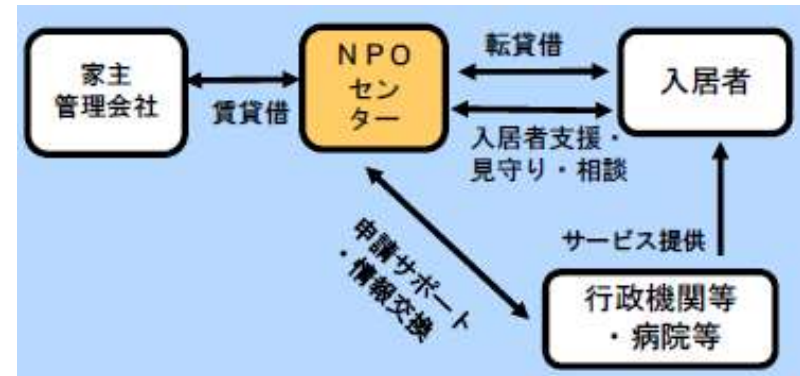 家主
管理会社
賃貸借
NPO
セン
ター
転貸借
入居者支援・
見守り・相談
入居者
申請サポート
・情報交換
サービス提供
行政機関等
・病院等